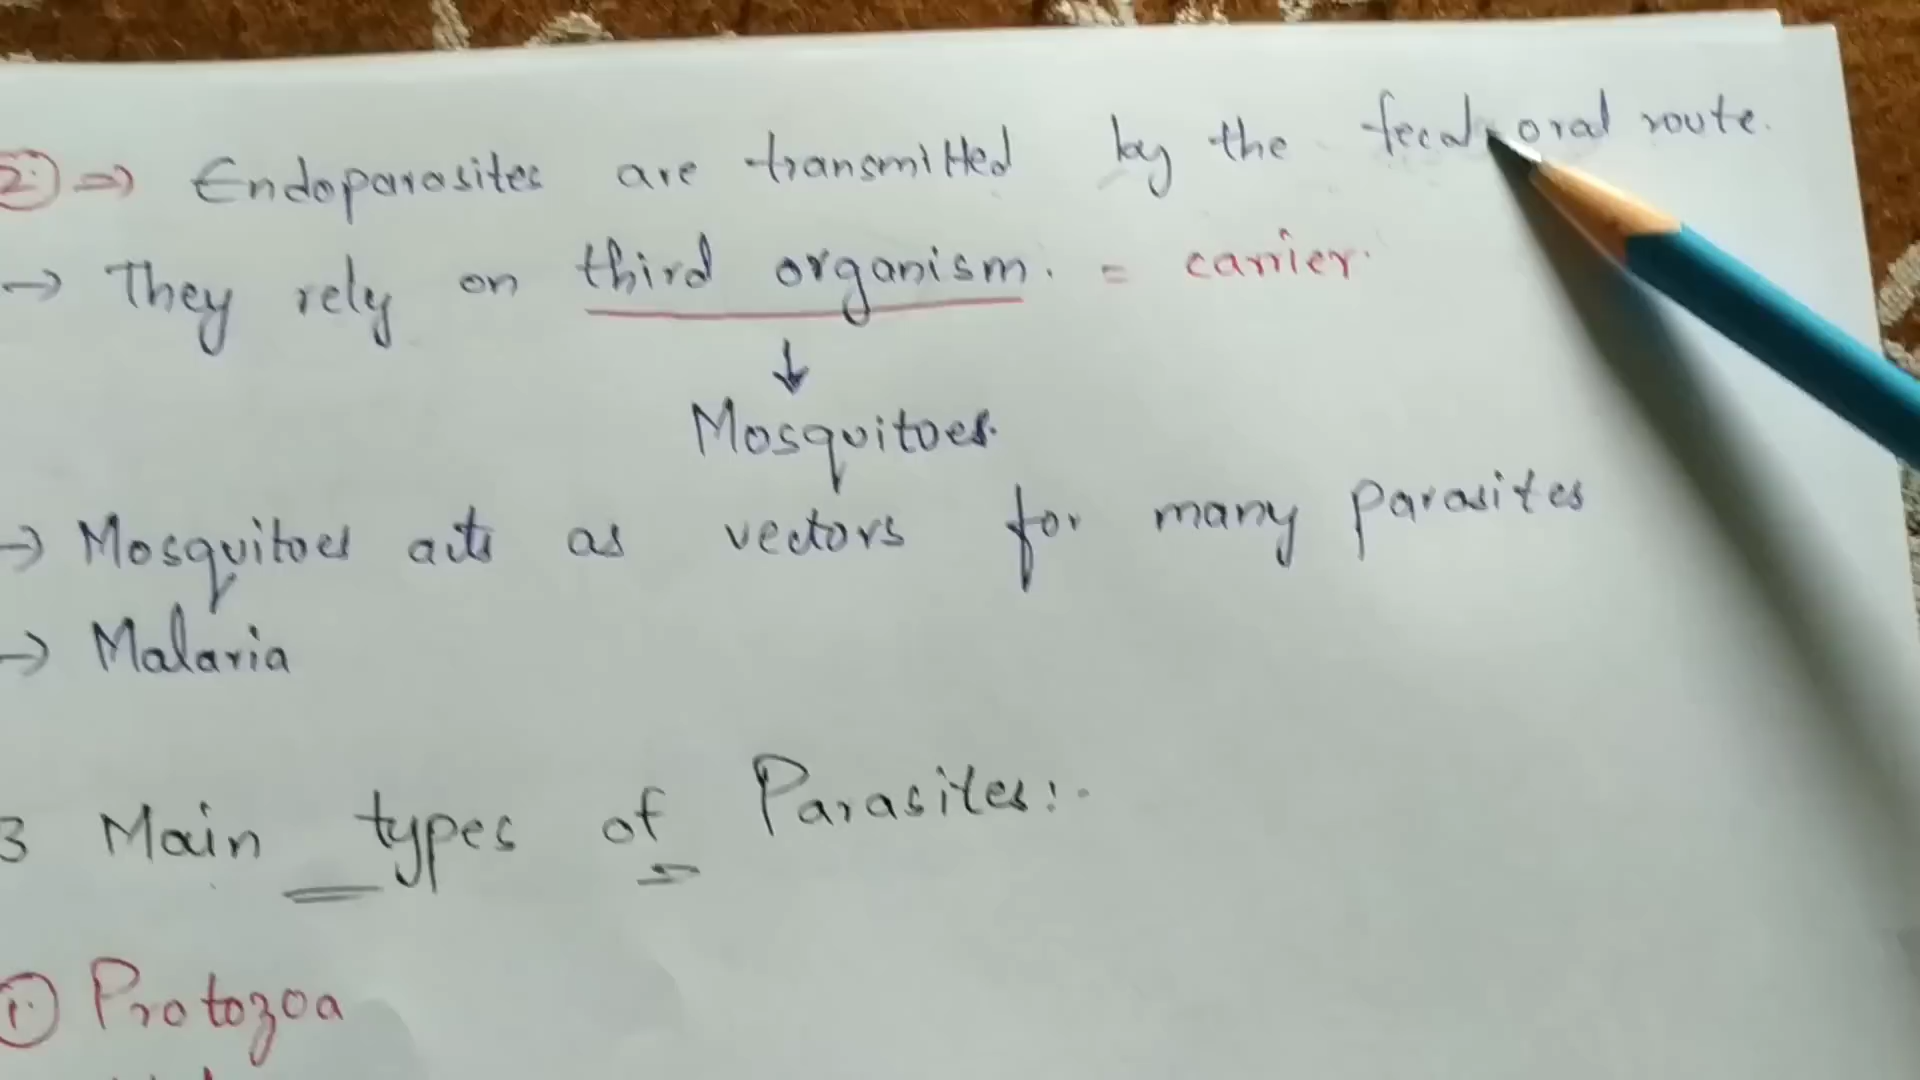 2. => Endoparasites are transmitted by the fecal oral route.
→ They rely on third organism. = carrier.
↓
Mosquitoes.
→ Mosquitoes acts as vectors for many parasites
→ Malaria
3 Main types of Parasites:-
1. Protozoa